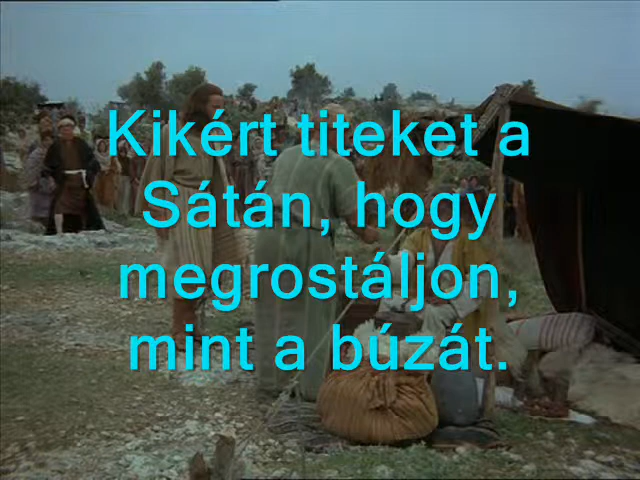 Kikért titeket a
Sátán, hogy
megrostáljon,
mint a búzát.